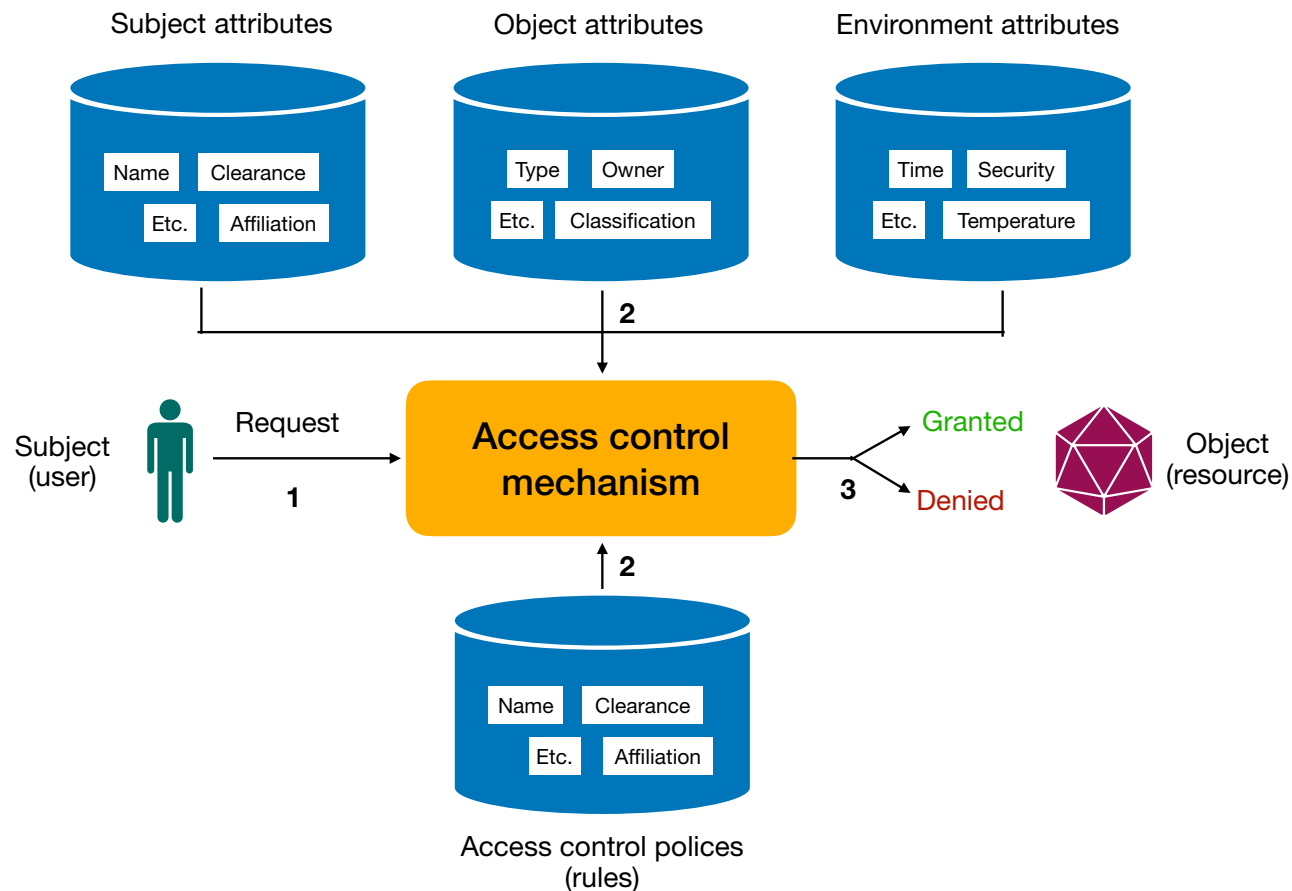 Subject attributes
Object attributes
Environment attributes
Name
Clearance
Etc.
Affiliation
Type
Owner
Etc.
Classification
Time
Security
Etc.
Temperature
2
Subject
(user)
Request
1
Access control
mechanism
3
Granted
Denied
Object
(resource)
2
Name
Clearance
Etc.
Affiliation
Access control polices
(rules)